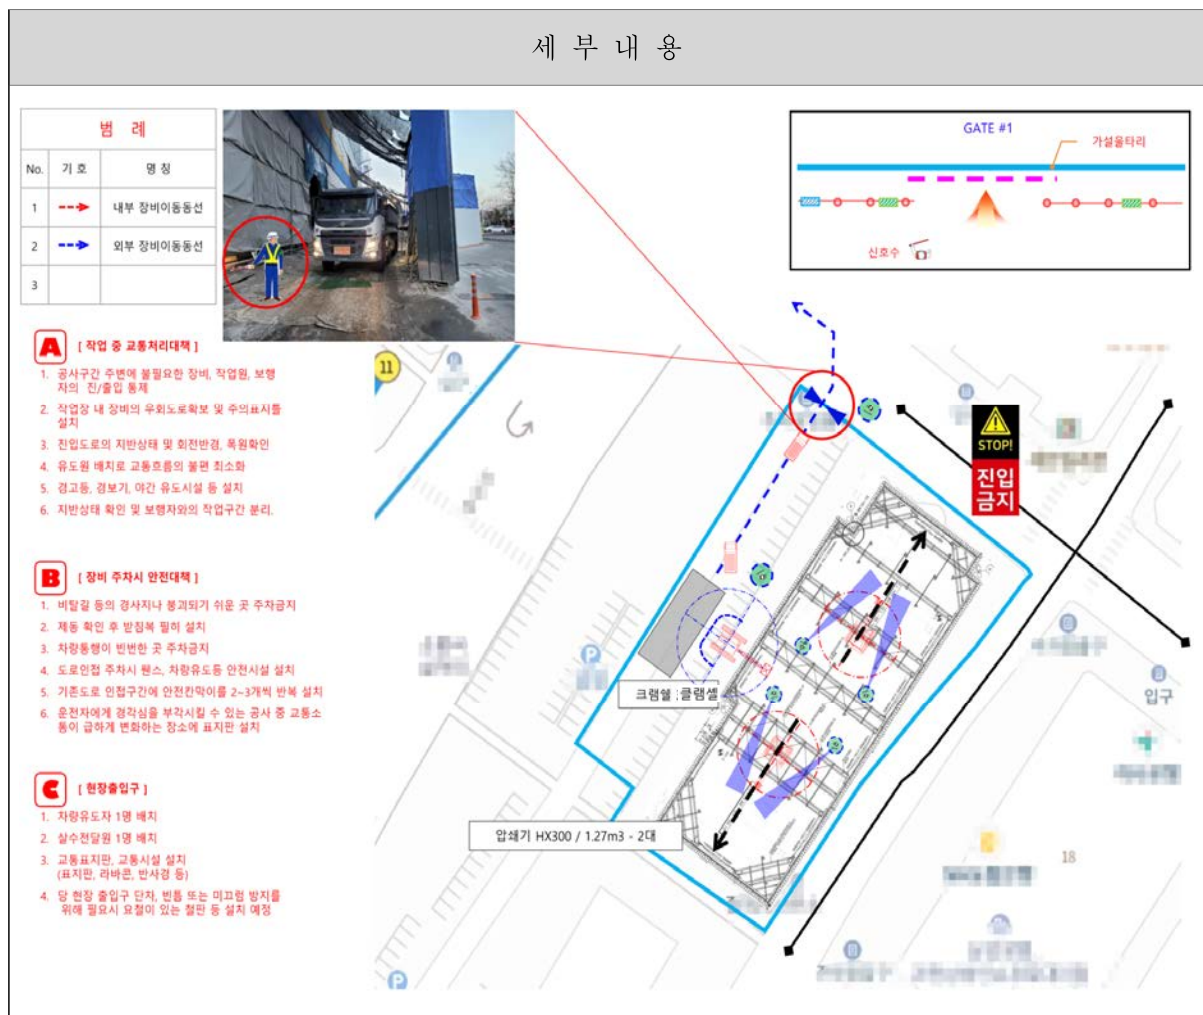 세 부 내 용
범 례
No. 기 호 명 칭
1 내부 장비이동동선
2 외부 장비이동동선
3
GATE #1
가설울타리
신호수
A [ 작업 중 교통처리대책 ]
1. 공사구간 주변에 불필요한 장비, 작업원, 보행
자의 진/출입 통제
2. 작업장 내 장비의 우회도로확보 및 주의표지틀
설치
3. 진입도로의 지반상태 및 회전반경, 폭원확인
4. 유도원 배치로 교통흐름의 불편 최소화
5. 경고등, 경보기, 야간 유도시설 등 설치
6. 지반상태 확인 및 보행자와의 작업구간 분리.
B [ 장비 주차시 안전대책 ]
1. 비탈길 등의 경사지나 붕괴되기 쉬운 곳 주차금지
2. 제동 확인 후 받침목 필히 설치
3. 차량통행이 빈번한 곳 주차금지
4. 도로인접 주차시 휀스, 차량유도등 안전시설 설치
5. 기존도로 인접구간에 안전칸막이를 2~3개씩 반복 설치
6. 운전자에게 경각심을 부각시킬 수 있는 공사 중 교통소
통이 급하게 변화하는 장소에 표지판 설치
C [ 현장출입구 ]
1. 차량유도자 1명 배치
2. 살수전달원 1명 배치
3. 교통표지판, 교통시설 설치
(표지판, 라바콘, 반사경 등)
4. 당 현장 출입구 단차, 빈틈 또는 미끄럼 방지를
위해 필요시 요철이 있는 철판 등 설치 예정
11
STOP!
진입
금지
P
크램쉘 : 클램셸
입구
압쇄기 HX300 / 1.27m3 - 2대
18
P